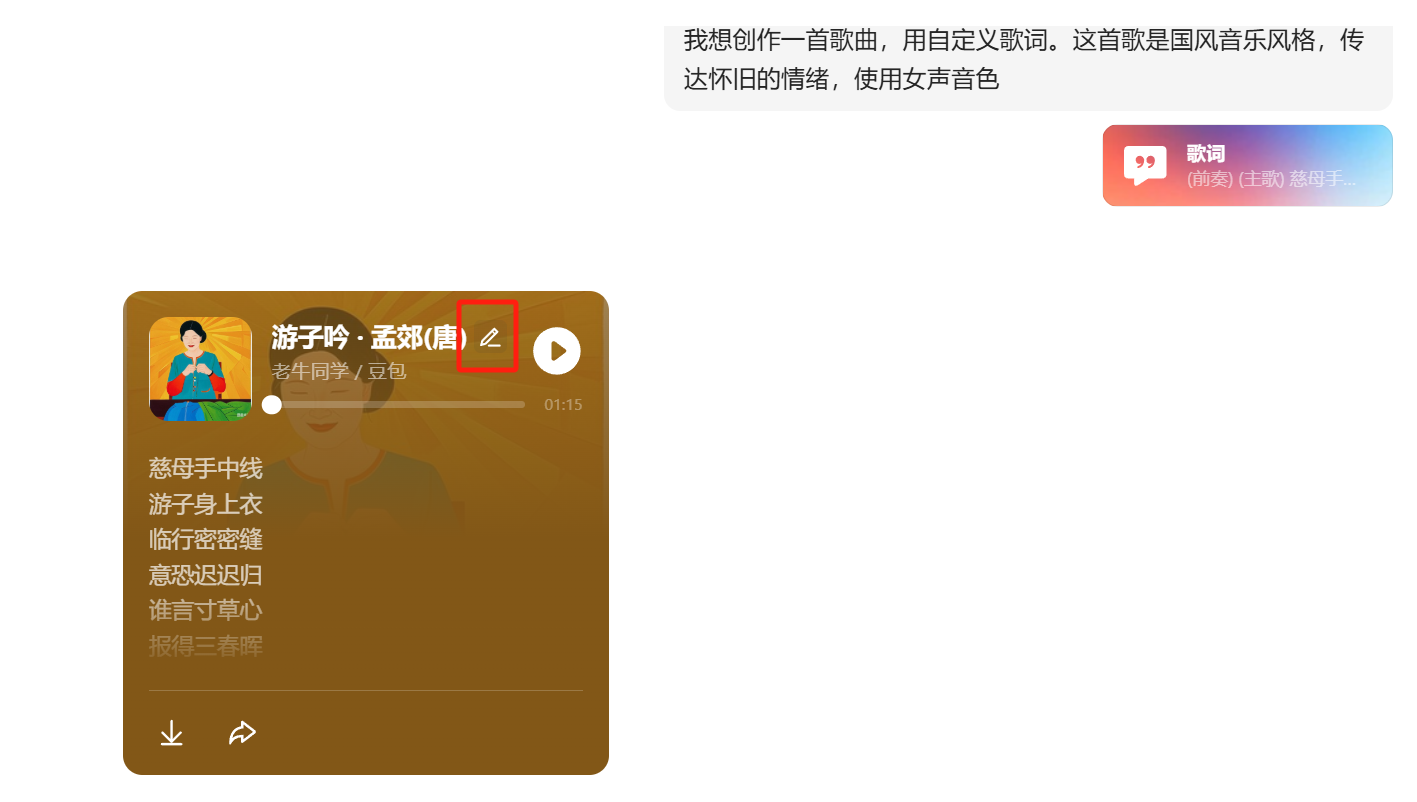 我想创作一首歌曲，用自定义歌词。这首歌是国风音乐风格，传
达怀旧的情绪，使用女声音色
歌词
(前奏) (主歌) 慈母手...
游子吟 · 孟郊(唐)
老牛同学 / 豆包
01:15
慈母手中线
游子身上衣
临行密密缝
意恐迟迟归
谁言寸草心
报得三春晖